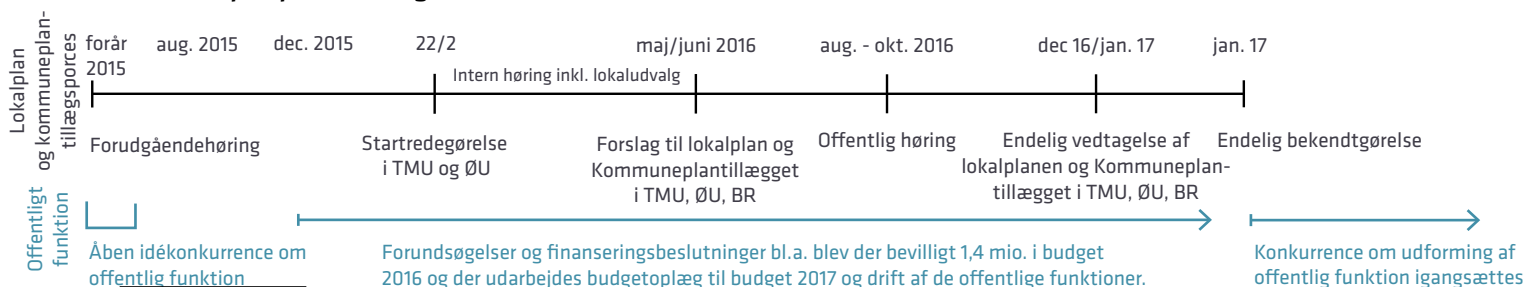 Lokalplan
og kommuneplan-
tillægsporces
forår
2015
aug. 2015
dec. 2015
22/2
maj/juni 2016
aug. - okt. 2016
dec 16/jan. 17
jan. 17
Intern høring inkl. lokaludvalg
Forudgåendehøring
Startredegørelse
i TMU og ØU
Forslag til lokalplan og
Kommuneplantillægget
i TMU, ØU, BR
Offentlig høring
Endelig vedtagelse af
lokalplanen og Kommuneplan-
tillægget i TMU, ØU, BR
Endelig bekendtgørelse
Offentligt
funktion
Åben idékonkurrence om
offentlig funktion
Forundsøgelser og finanseringsbeslutninger bl.a. blev der bevilligt 1,4 mio. i budget
2016 og der udarbejdes budgetoplæg til budget 2017 og drift af de offentlige funktioner.
Konkurrence om udforming af
offentlig funktion igangsættes